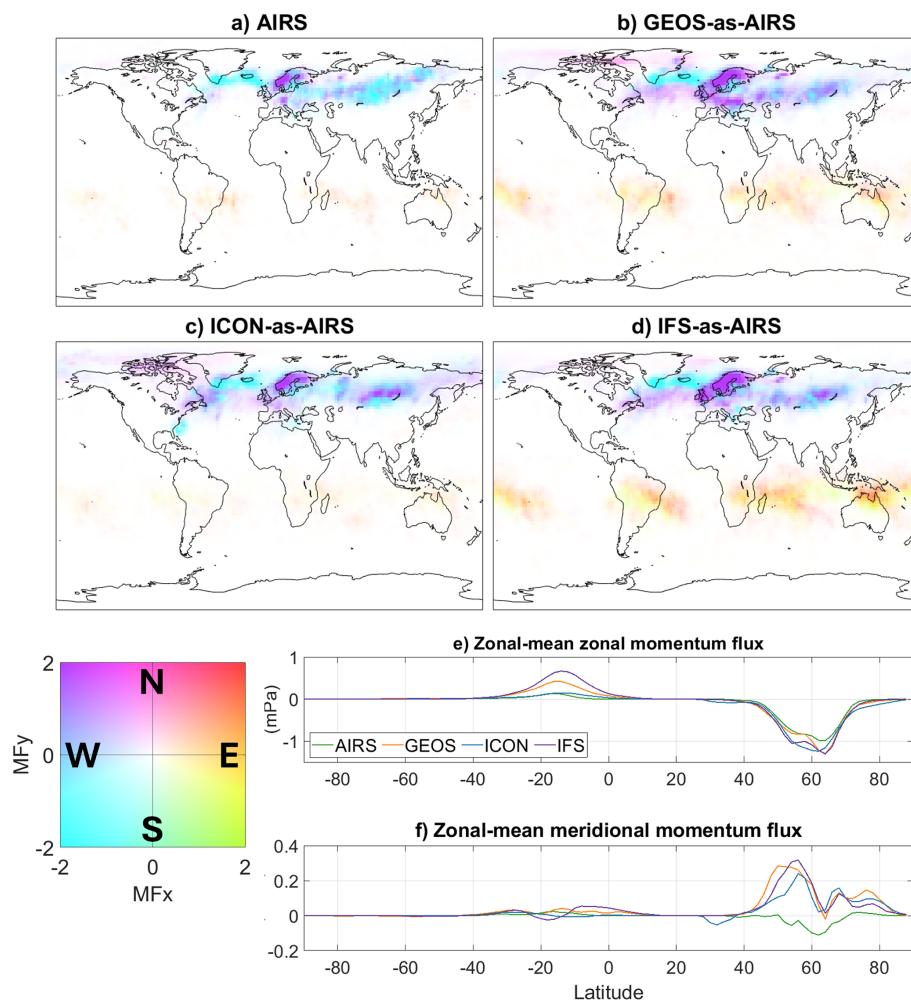 a) AIRS
b) GEOS-as-AIRS
c) ICON-as-AIRS
d) IFS-as-AIRS
2
0
-2
MFy
N
W
E
S
-2
0
2
MFx
e) Zonal-mean zonal momentum flux
1
0
-1
(mPa)
AIRS
GEOS
ICON
IFS
-80
-60
-40
-20
0
20
40
60
80
f) Zonal-mean meridional momentum flux
0.4
0.2
0
-0.2
-80
-60
-40
-20
0
20
40
60
80
Latitude